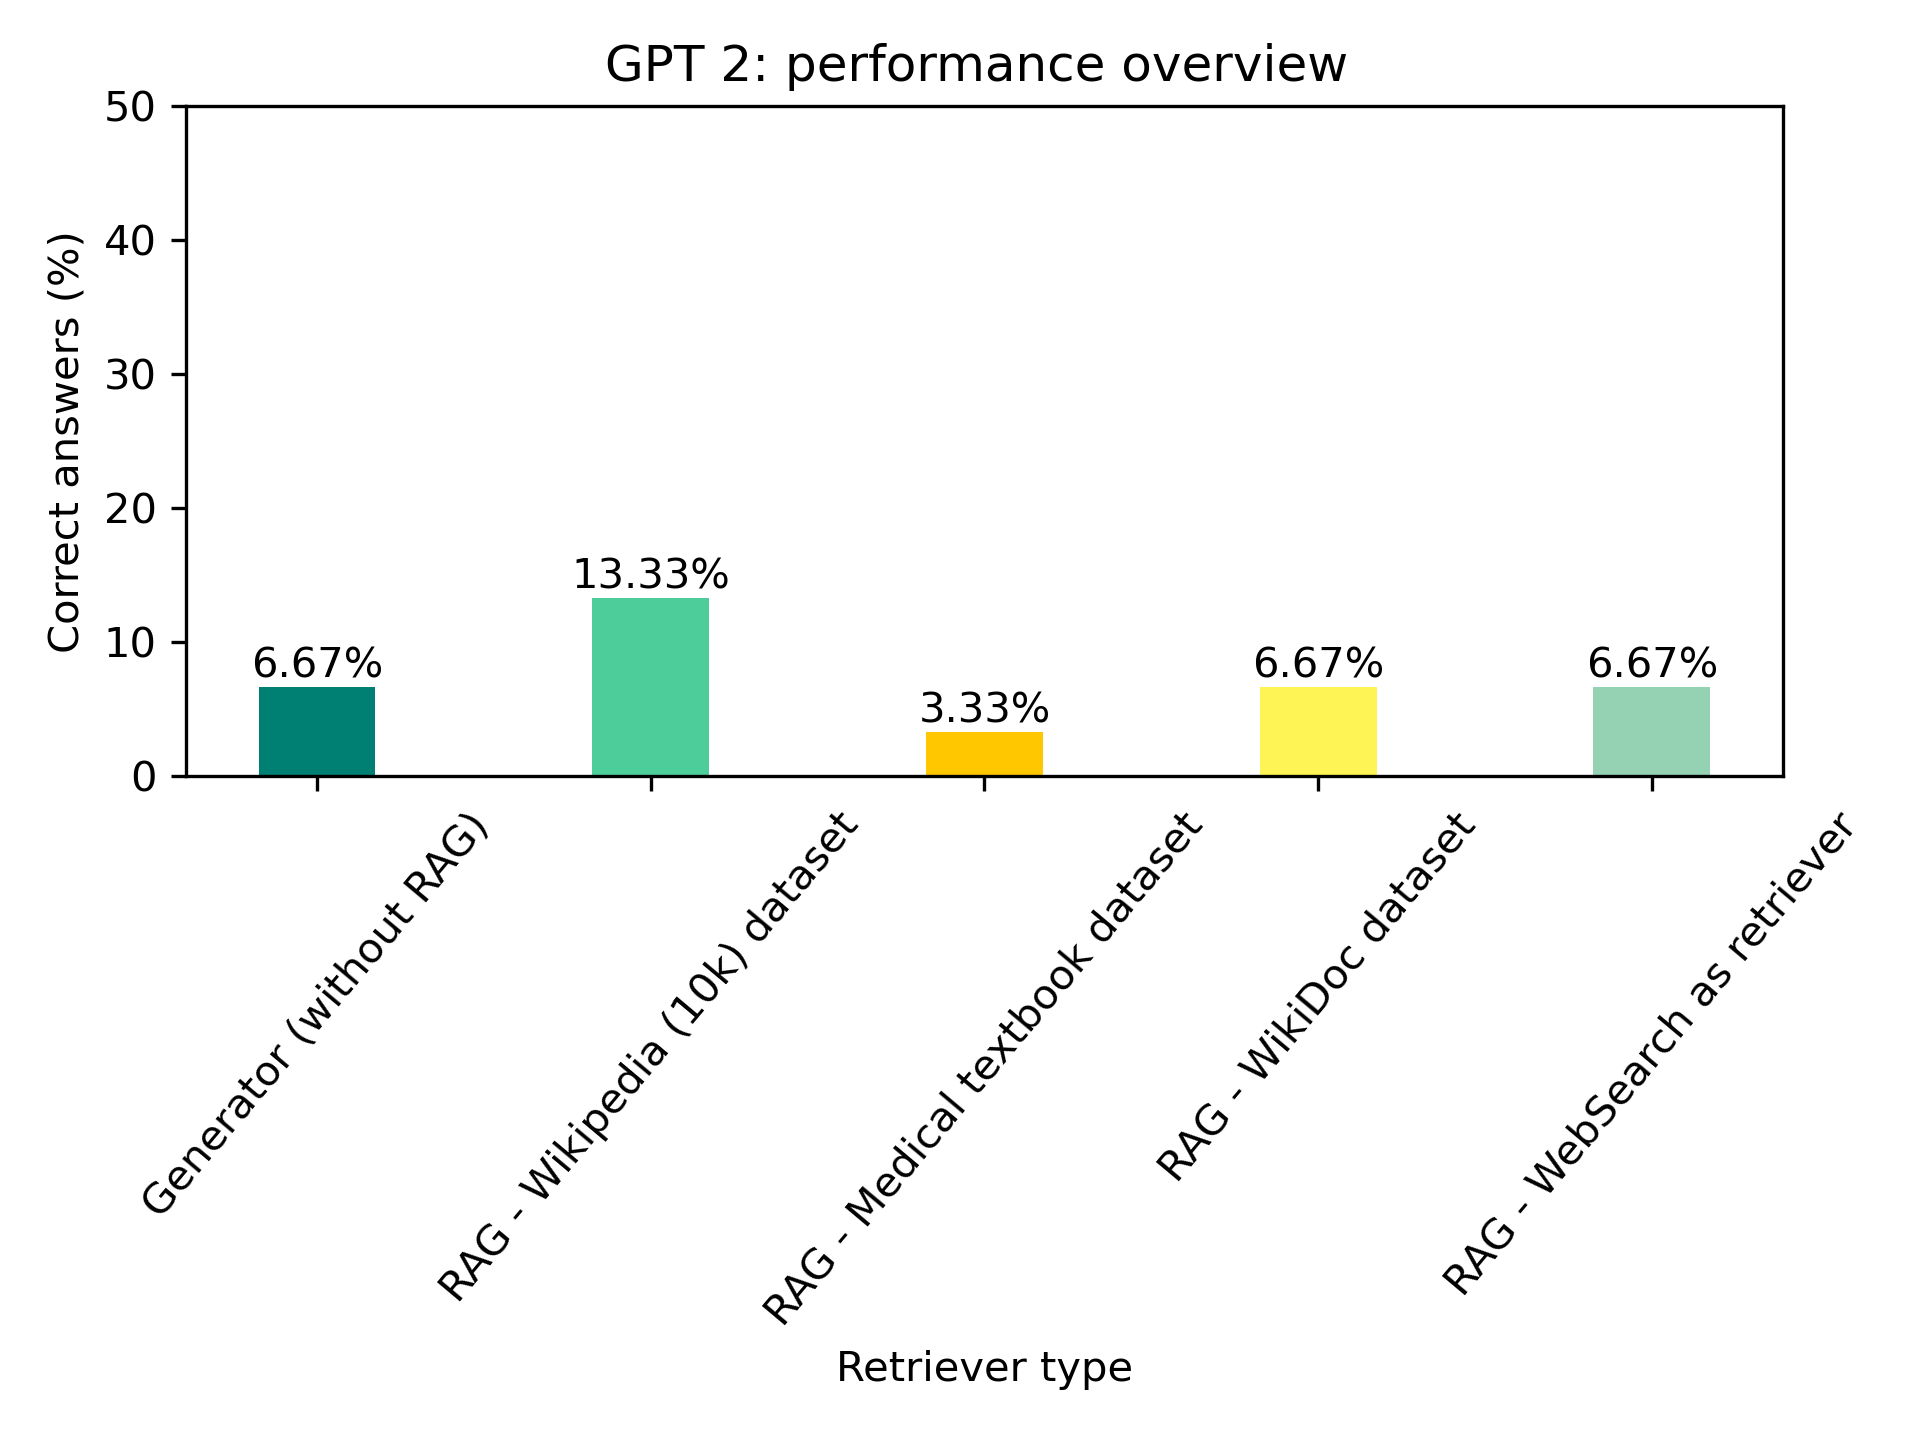 GPT 2: performance overview
Correct answers (%)
50
40
30
20
10
0
6.67%
13.33%
3.33%
6.67%
6.67%
Generator (without RAG)
RAG - Wikipedia (10k) dataset
RAG - Medical textbook dataset
RAG - WikiDoc dataset
RAG - WebSearch as retriever
Retriever type